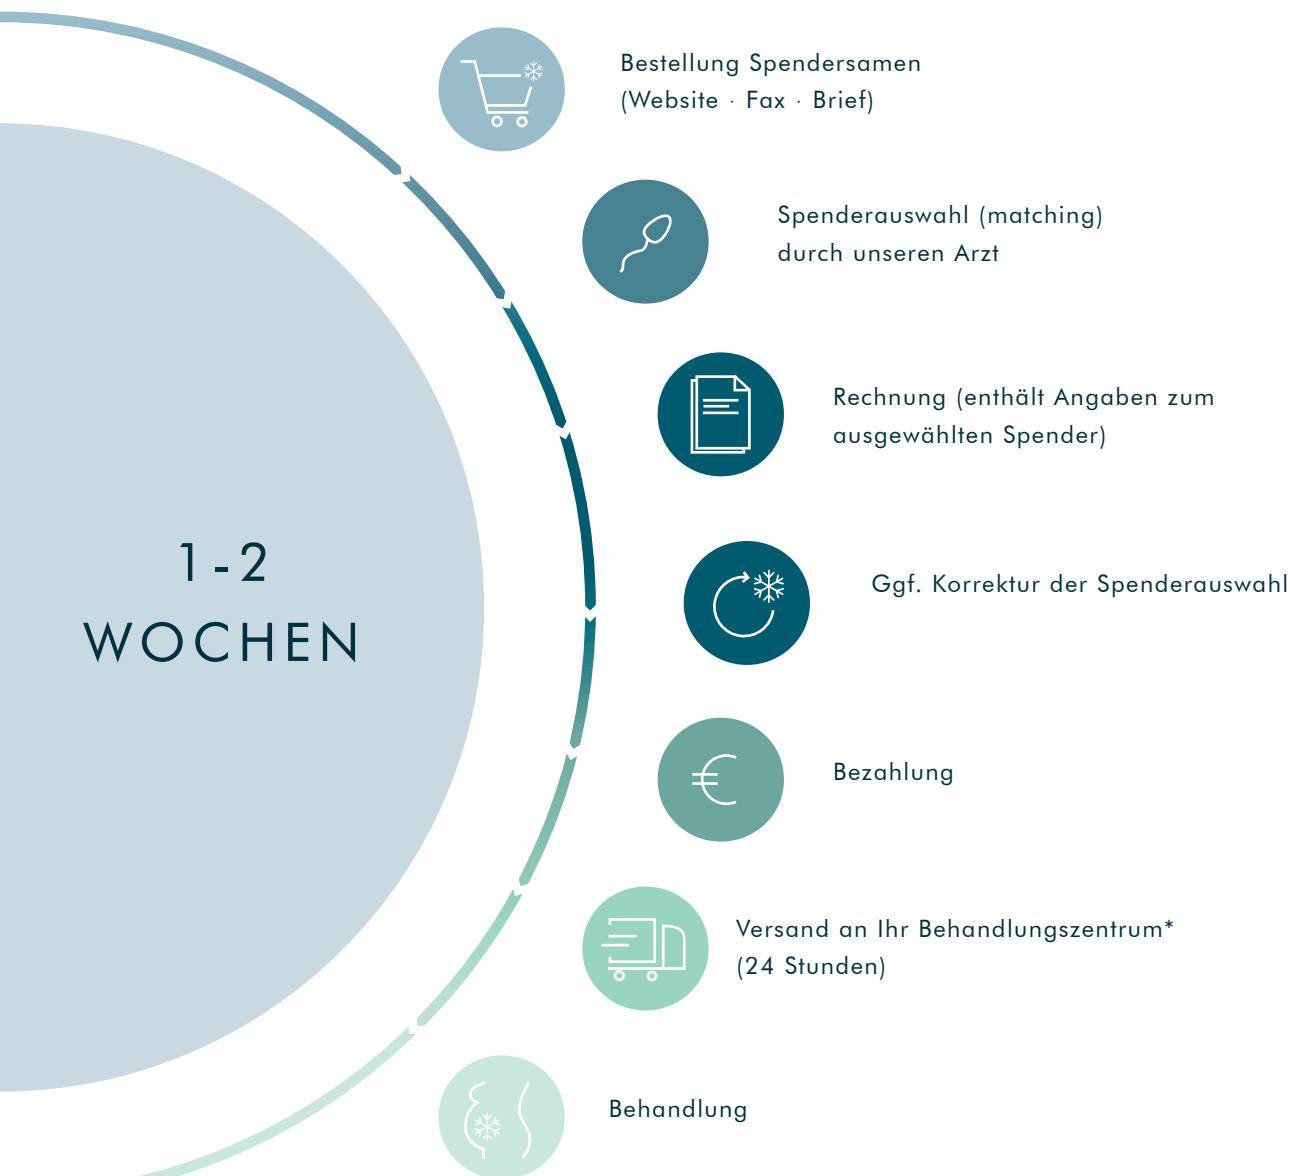 Bestellung Spendersamen
(Website · Fax · Brief)
Spenderauswahl (matching)
durch unseren Arzt
Rechnung (enthält Angaben zum
ausgewählten Spender)
1-2
WOCHEN
Ggf. Korrektur der Spenderauswahl
Bezahlung
€
Versand an Ihr Behandlungszentrum*
(24 Stunden)
Behandlung